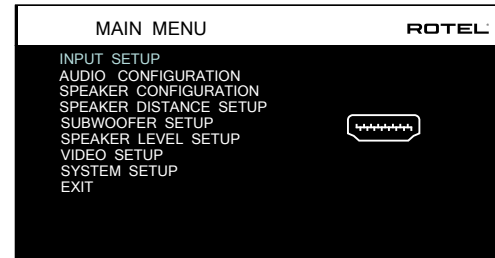 MAIN MENU
ROTEL
INPUT SETUP
AUDIO CONFIGURATION
SPEAKER CONFIGURATION
SPEAKER DISTANCE SETUP
SUBWOOFER SETUP
SPEAKER LEVEL SETUP
VIDEO SETUP
SYSTEM SETUP
EXIT